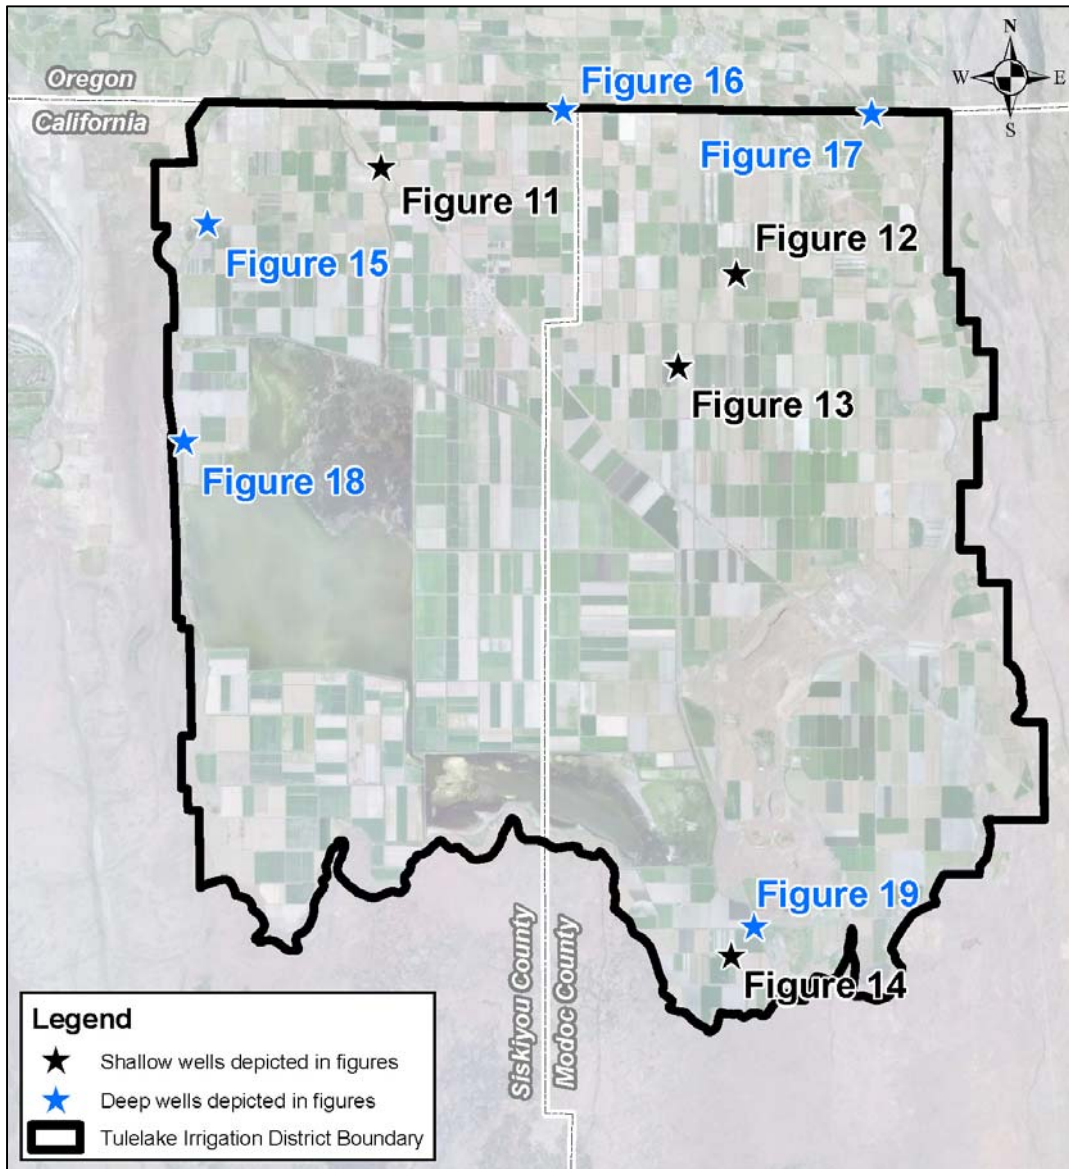 N
W E
S
Oregon
California
Figure 16
Figure 17
Figure 11
Figure 12
Figure 15
Figure 13
Figure 18
Figure 19
Figure 14
Siskiyou County
Modoc County
Legend
Shallow wells depicted in figures
Deep wells depicted in figures
Tulelake Irrigation District Boundary